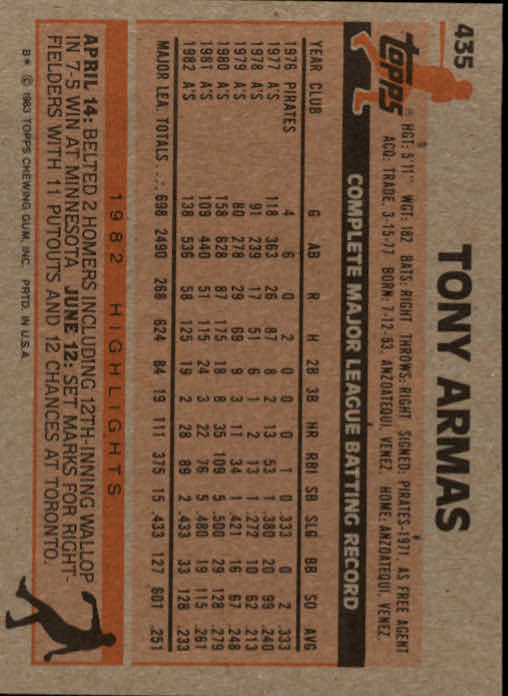 435
topps®
TONY ARMAS
HGT: 5'11" WGT: 182 BATS: RIGHT THROWS: RIGHT SIGNED: PIRATES-1971 AS FREE AGENT
ACQ: TRADE, 3-15-77 BORN: 7-12-53, ANZOATEQUI, VENEZ. HOME: ANZOATEQUI, VENEZ.
COMPLETE MAJOR LEAGUE BATTING RECORD
YEAR CLUB G AB R H 2B 3B HR RBI SB SLG BB SO AVG
1976 PIRATES 4 6 0 2 0 0 0 1 0 .333 0 2 .333
1977 A'S 118 363 26 87 8 2 13 53 1 .380 20 99 .240
1978 A'S 91 239 17 51 6 1 2 13 1 .272 10 62 .213
1979 A'S 80 278 29 69 9 3 11 34 1 .421 16 67 .248
1980 A'S 158 628 87 175 18 8 35 109 5 .500 29 128 .279
1981 A'S 109 440 51 115 24 3 22 76 5 .480 19 115 .261
1982 A'S 138 536 58 125 19 2 28 89 2 .433 33 128 .233
MAJOR LEA. TOTALS ... 698 2490 268 624 84 19 111 375 15 .433 127 601 .251
1982 HIGHLIGHTS
APRIL 14: BELTED 2 HOMERS INCLUDING 12TH-INNING WALLOP
IN 7-5 WIN AT MINNESOTA JUNE 12: SET MARKS FOR RIGHT-
FIELDERS WITH 11 PUTOUTS AND 12 CHANCES AT TORONTO.
B* © 1983 TOPPS CHEWING GUM, INC. PRTD. IN U.S.A.